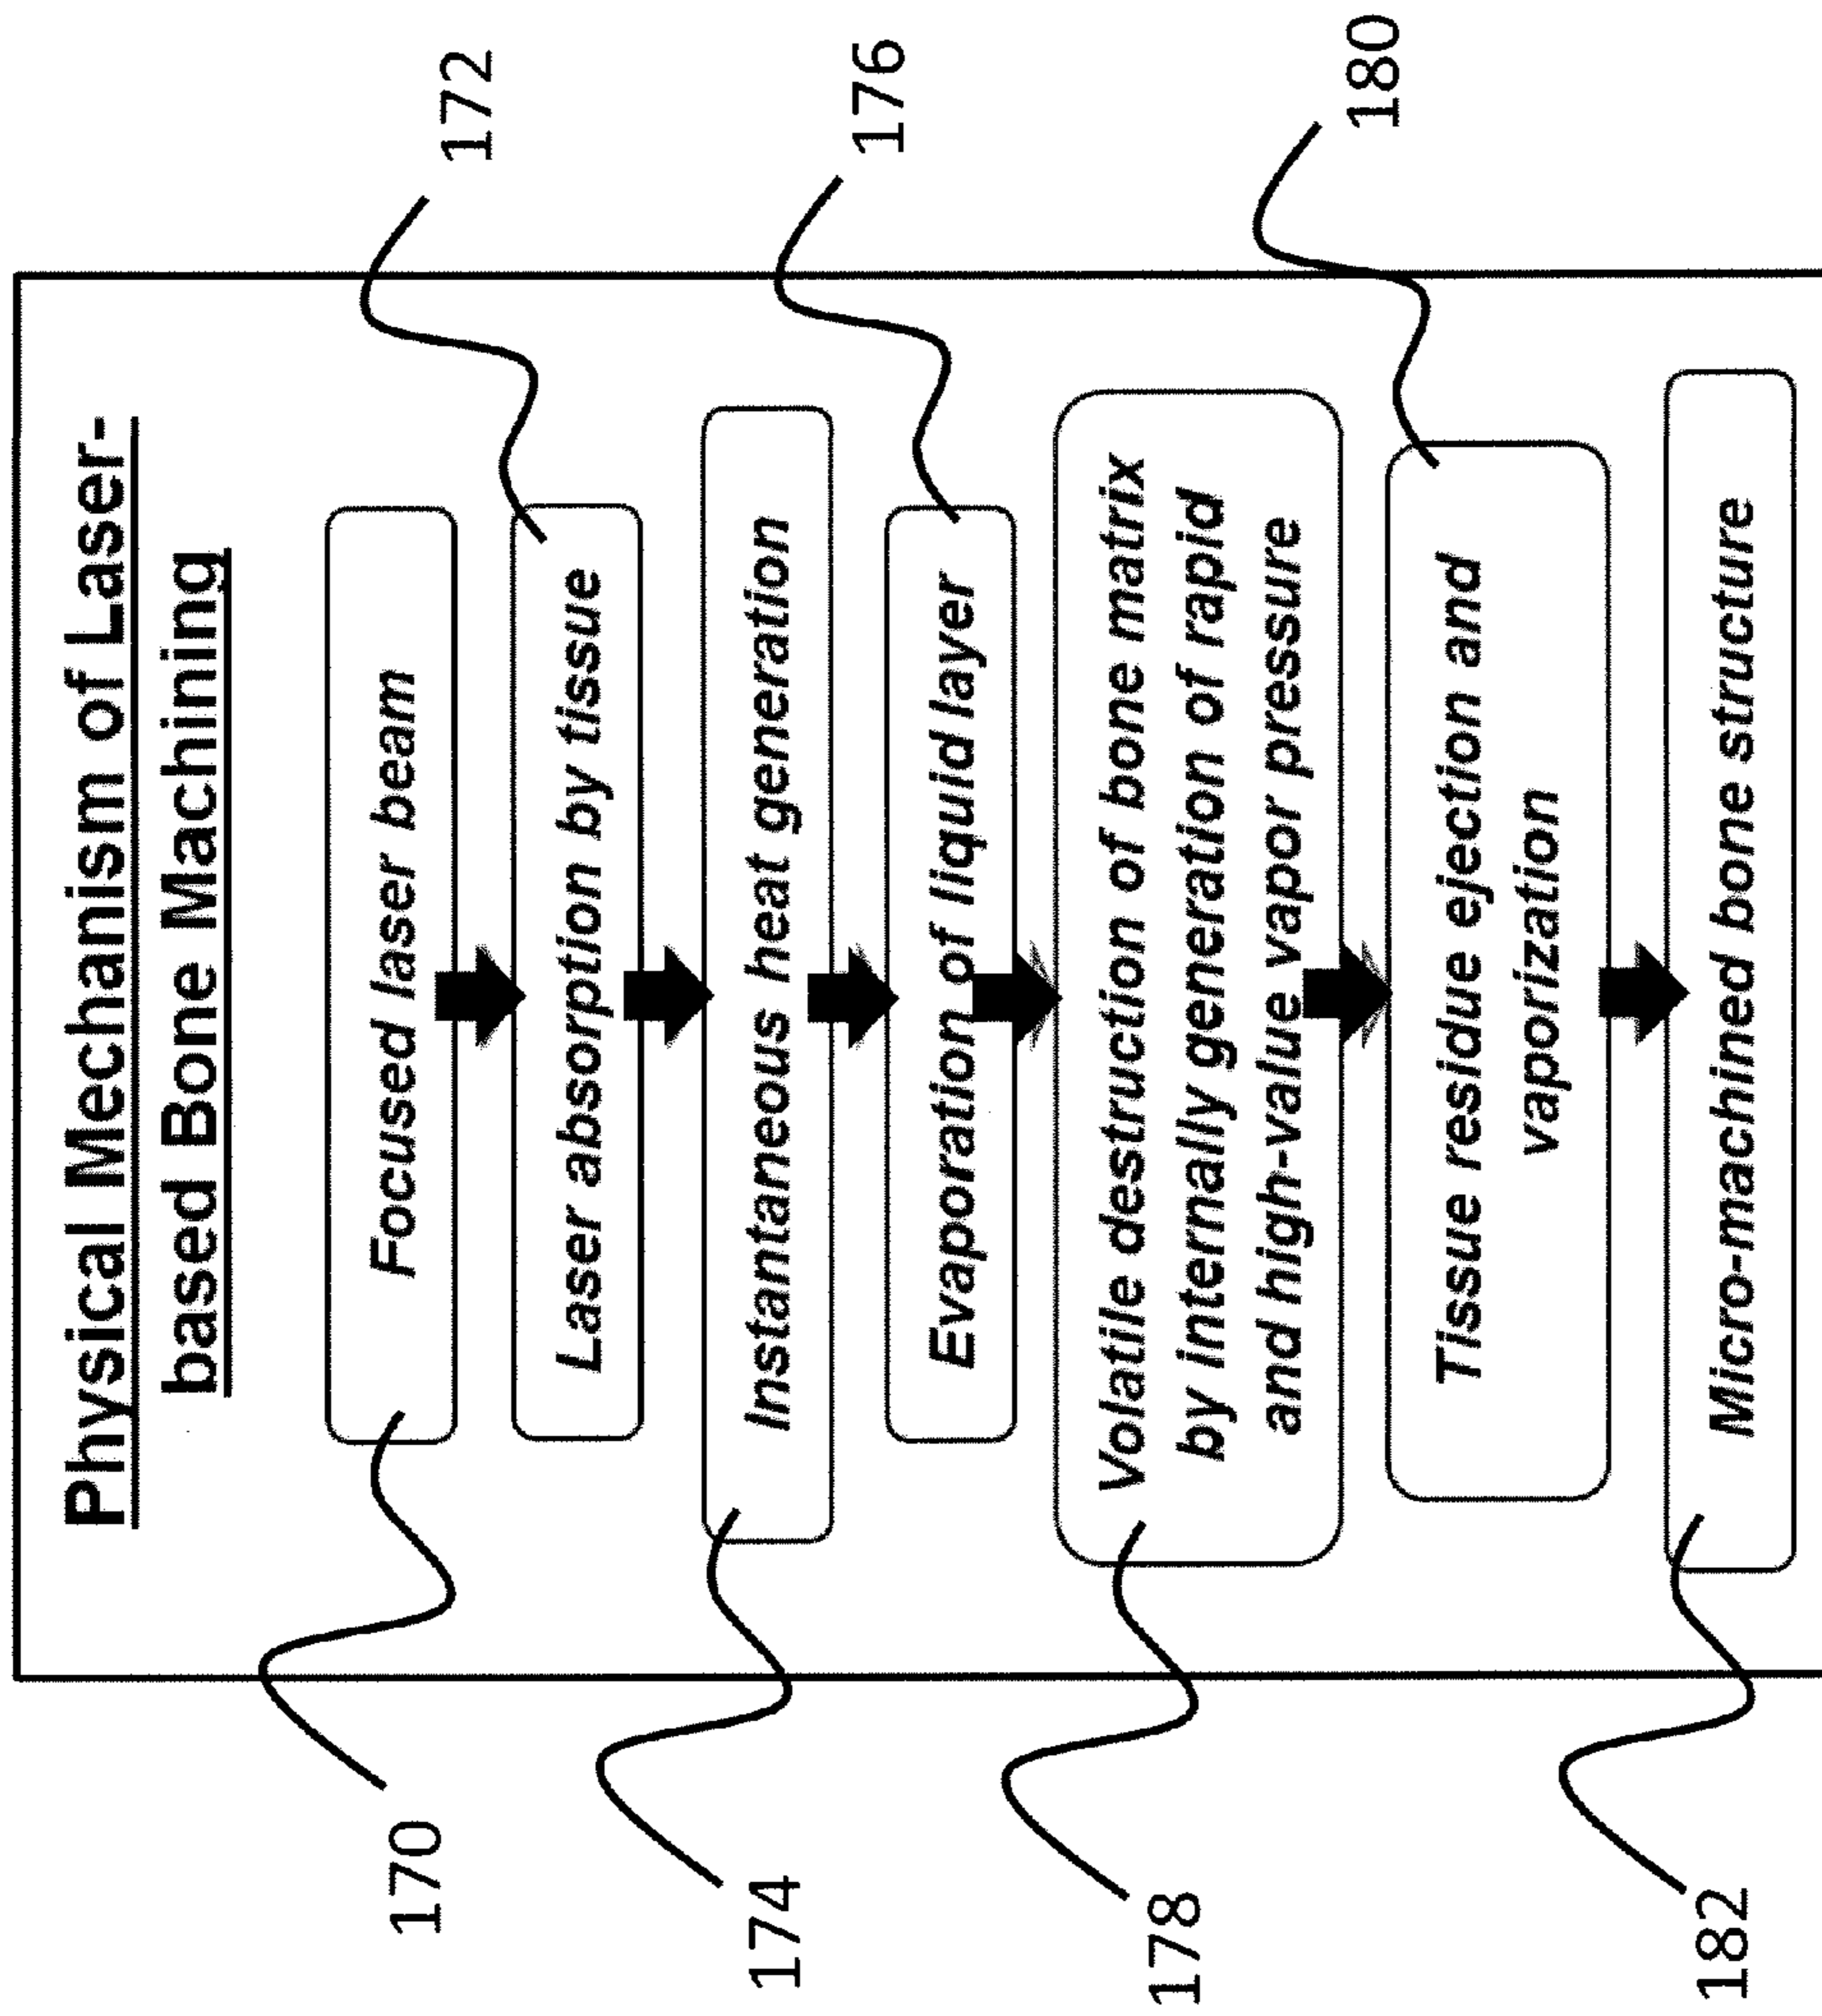 Physical Mechanism of Laser-
based Bone Machining
170
Focused laser beam
172
Laser absorption by tissue
174
Instantaneous heat generation
176
Evaporation of liquid layer
178
Volatile destruction of bone matrix
by internally generation of rapid
and high-value vapor pressure
180
Tissue residue ejection and
vaporization
182
Micro-machined bone structure